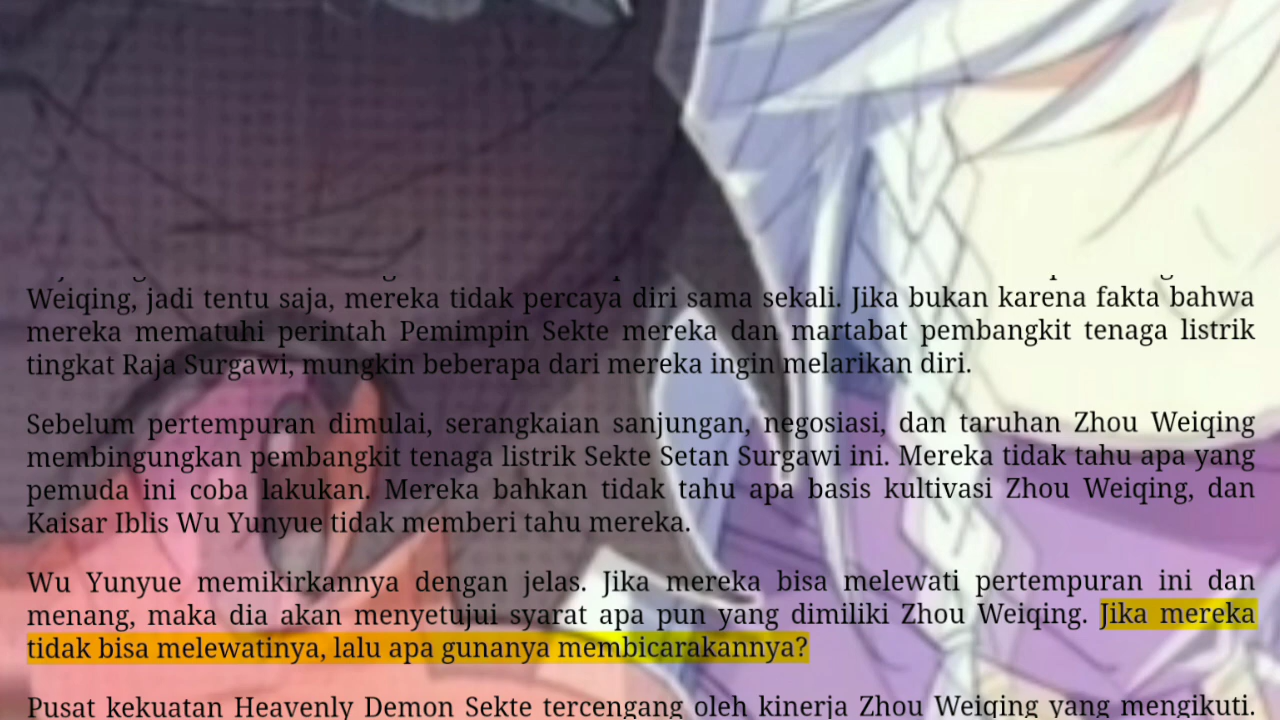 Weiqing, jadi tentu saja, mereka tidak percaya diri sama sekali. Jika bukan karena fakta bahwa
mereka mematuhi perintah Pemimpin Sekte mereka dan martabat pembangkit tenaga listrik
tingkat Raja Surgawi, mungkin beberapa dari mereka ingin melarikan diri.
Sebelum pertempuran dimulai, serangkaian sanjungan, negosiasi, dan taruhan Zhou Weiqing
membingungkan pembangkit tenaga listrik Sekte Setan Surgawi ini. Mereka tidak tahu apa yang
pemuda ini coba lakukan. Mereka bahkan tidak tahu apa basis kultivasi Zhou Weiqing, dan
Kaisar Iblis Wu Yunyue tidak memberi tahu mereka.
Wu Yunyue memikirkannya dengan jelas. Jika mereka bisa melewati pertempuran ini dan
menang, maka dia akan menyetujui syarat apa pun yang dimiliki Zhou Weiqing. Jika mereka
tidak bisa melewatinya, lalu apa gunanya membicarakannya?
Pusat kekuatan Heavenly Demon Sekte tercengang oleh kinerja Zhou Weiqing yang mengikuti.